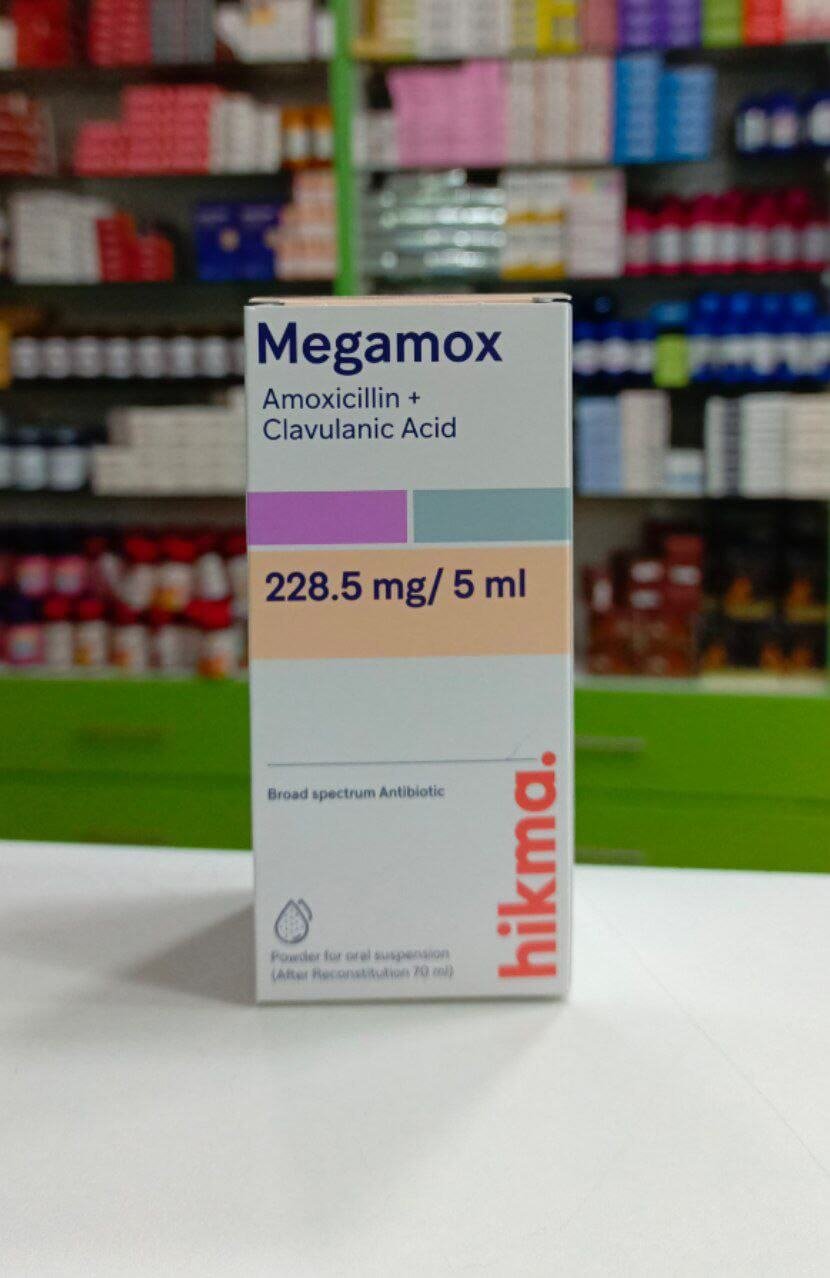 Megamox
Amoxicillin +
Clavulanic Acid
228.5 mg/ 5 ml
Broad spectrum Antibiotic
hikma.
Powder for oral suspension
(After Reconstitution 70 ml)